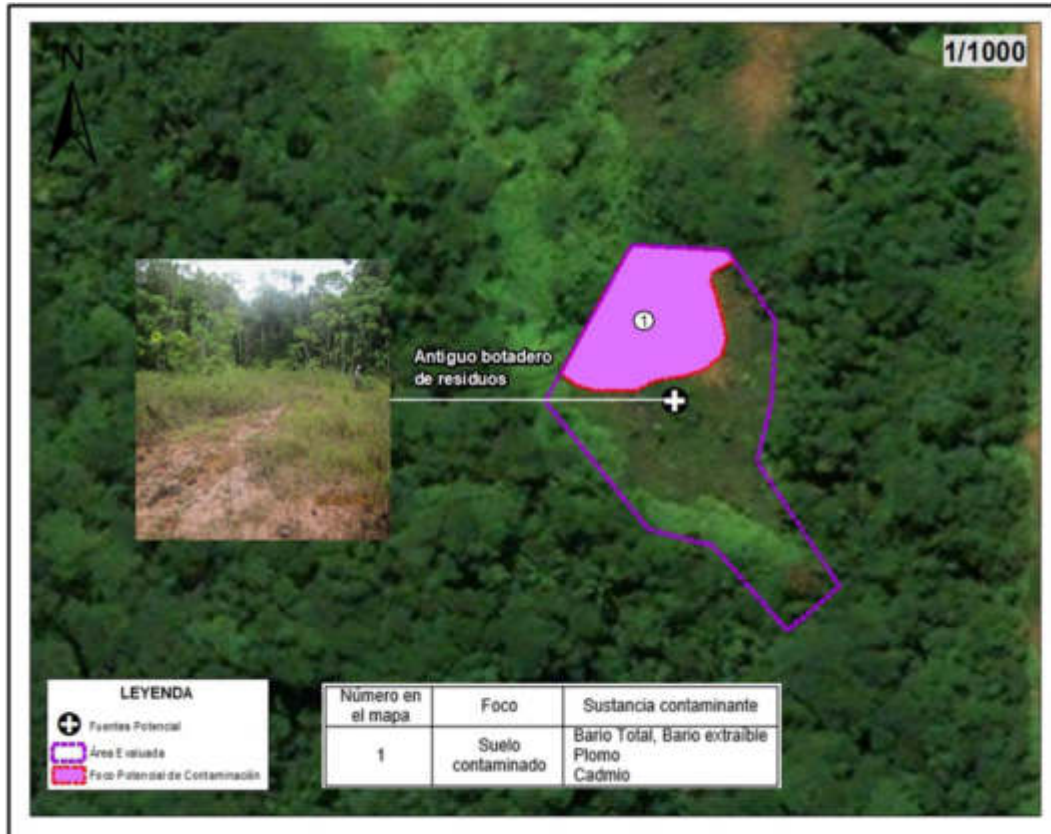 N
1/1000
1
Antiguo botadero
de residuos
LEYENDA
Fuentes Potencial
Área Evaluada
Foco Potencial de Contaminación
Número en
el mapa
Foco
Sustancia contaminante
1
Suelo
contaminado
Bario Total, Bario extraíble
Plomo
Cadmio